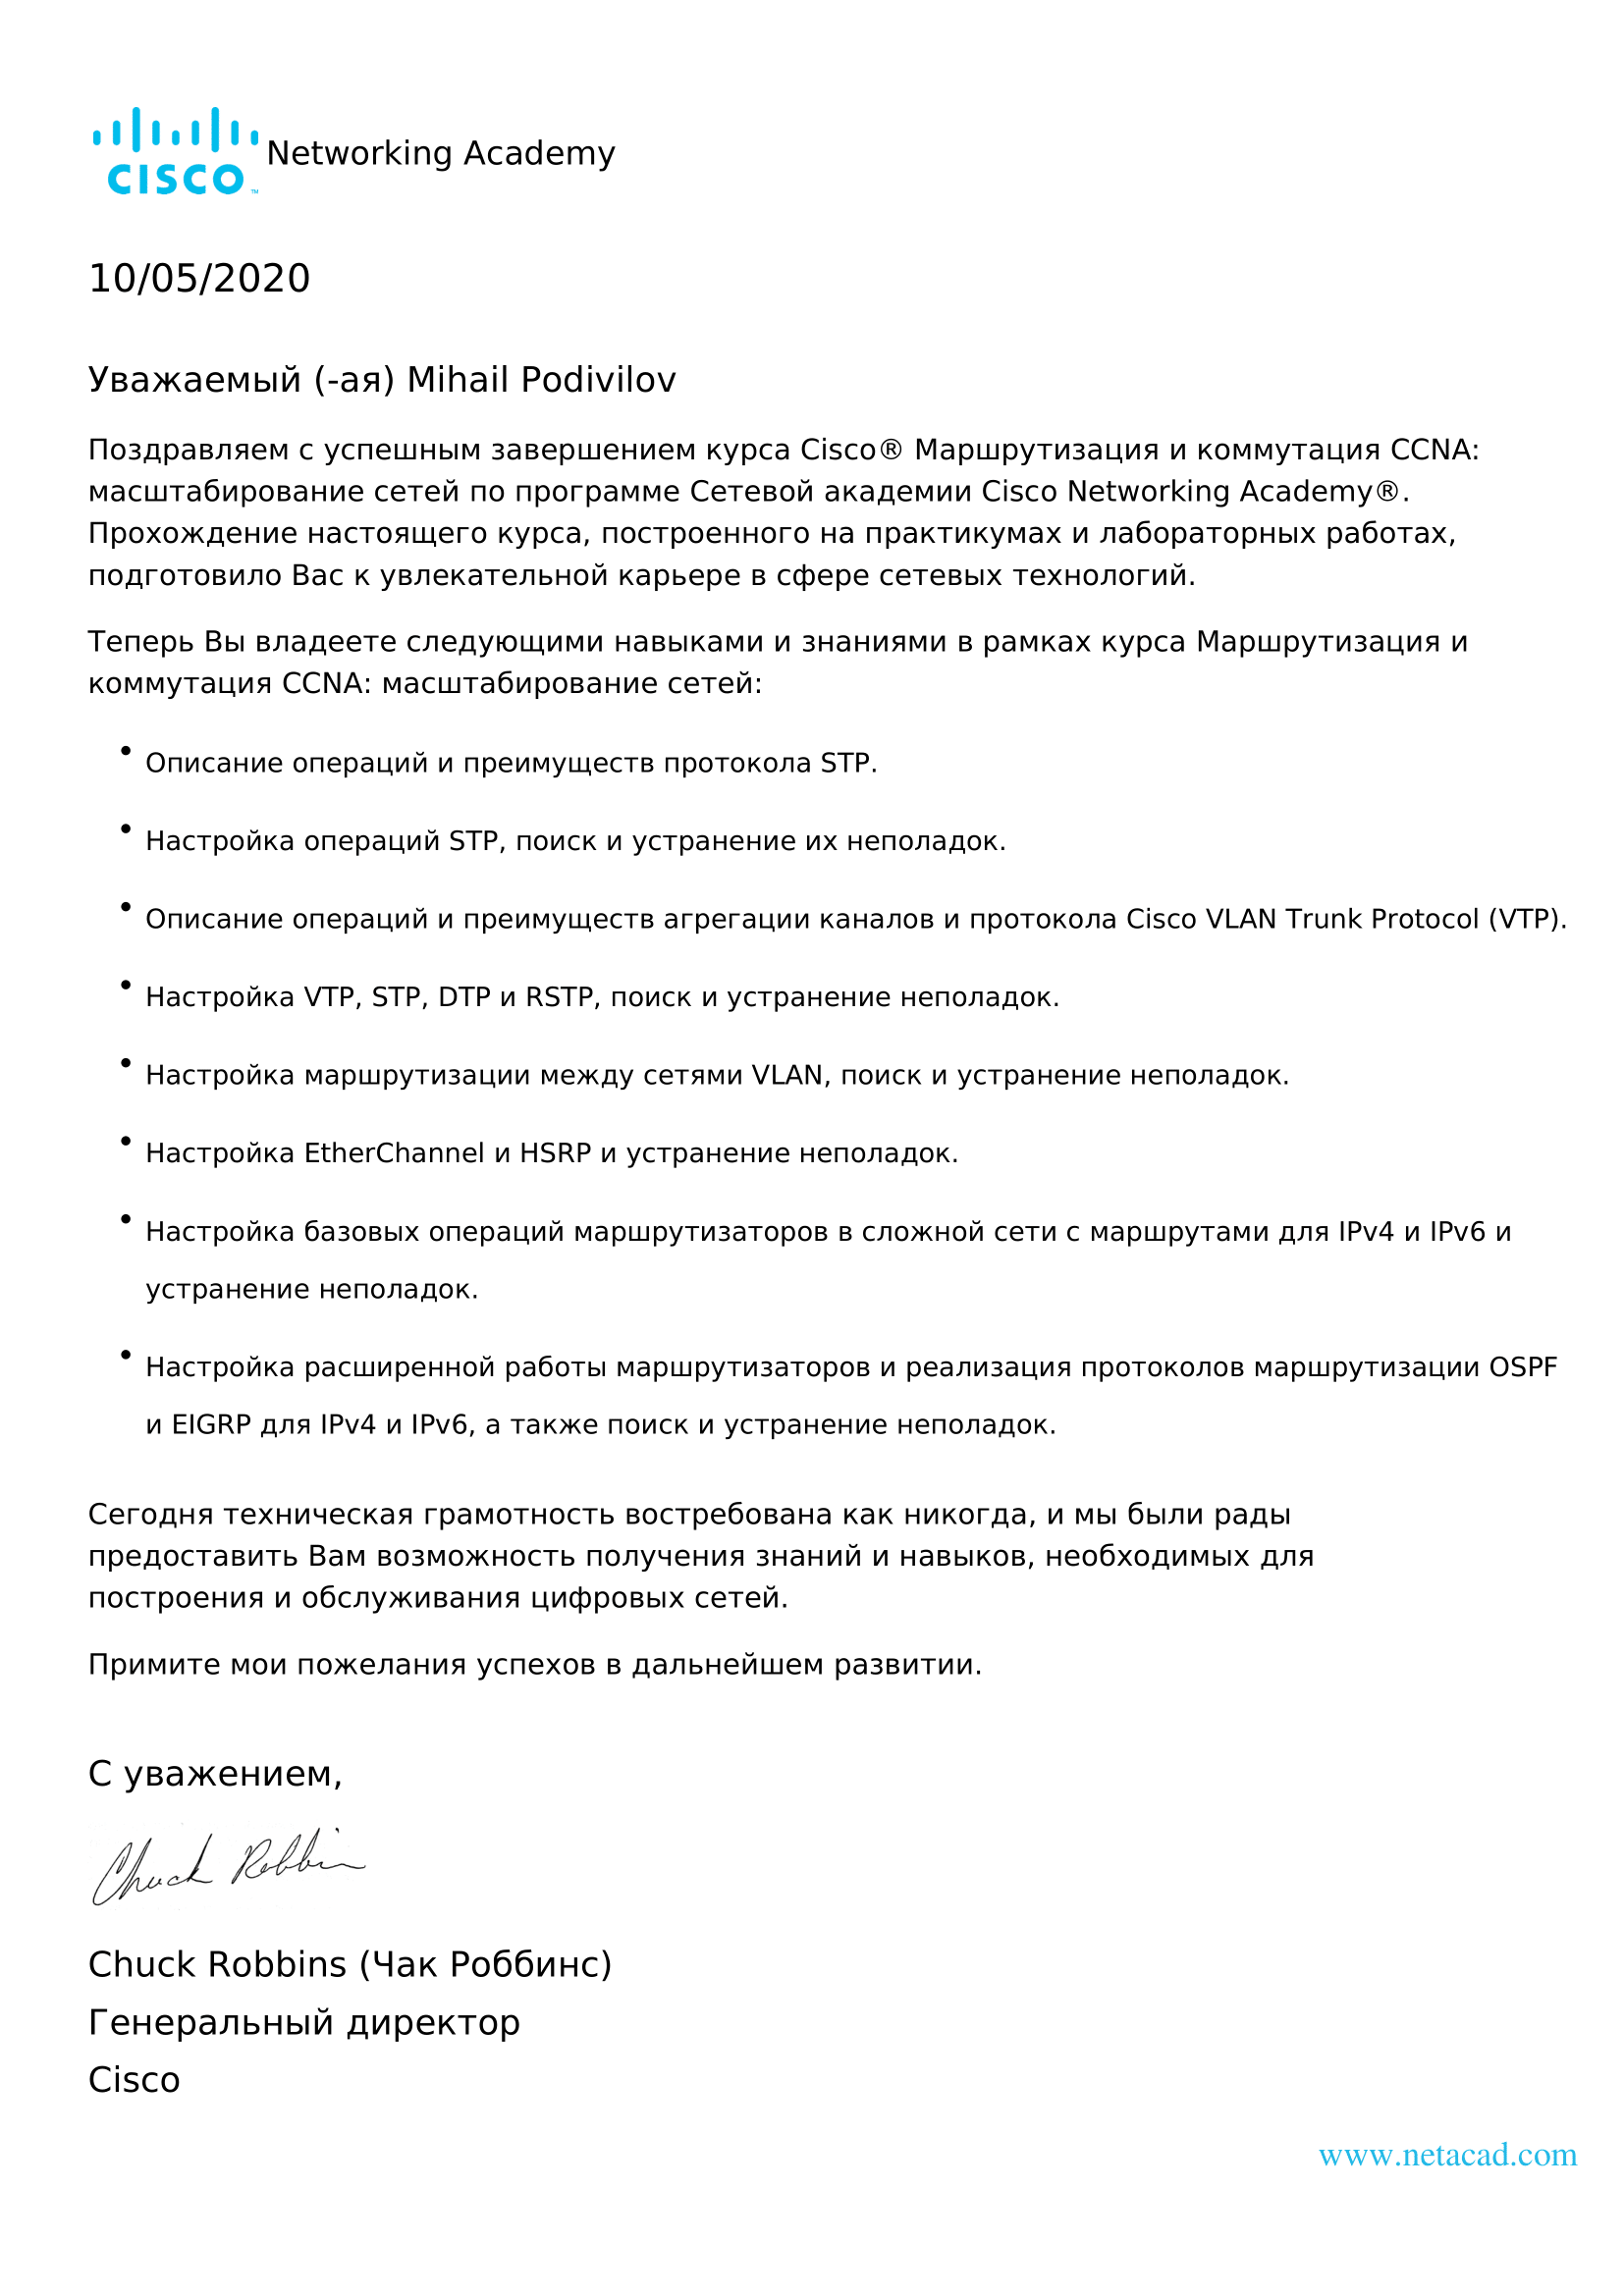 CISCO
Networking Academy
10/05/2020
Уважаемый (-ая) Mihail Podivilov
Поздравляем с успешным завершением курса Cisco® Маршрутизация и коммутация CCNA:
масштабирование сетей по программе Сетевой академии Cisco Networking Academy®.
Прохождение настоящего курса, построенного на практикумах и лабораторных работах,
подготовило Вас к увлекательной карьере в сфере сетевых технологий.
Теперь Вы владеете следующими навыками и знаниями в рамках курса Маршрутизация и
коммутация CCNA: масштабирование сетей:
• Описание операций и преимуществ протокола STP.
• Настройка операций STP, поиск и устранение их неполадок.
• Описание операций и преимуществ агрегации каналов и протокола Cisco VLAN Trunk Protocol (VTP).
• Настройка VTP, STP, DTP и RSTP, поиск и устранение неполадок.
• Настройка маршрутизации между сетями VLAN, поиск и устранение неполадок.
• Настройка EtherChannel и HSRP и устранение неполадок.
• Настройка базовых операций маршрутизаторов в сложной сети с маршрутами для IPv4 и IPv6 и
устранение неполадок.
• Настройка расширенной работы маршрутизаторов и реализация протоколов маршрутизации OSPF
и EIGRP для IPv4 и IPv6, а также поиск и устранение неполадок.
Сегодня техническая грамотность востребована как никогда, и мы были рады
предоставить Вам возможность получения знаний и навыков, необходимых для
построения и обслуживания цифровых сетей.
Примите мои пожелания успехов в дальнейшем развитии.
С уважением,
Chuck Robbins
Chuck Robbins (Чак Роббинс)
Генеральный директор
Cisco
www.netacad.com